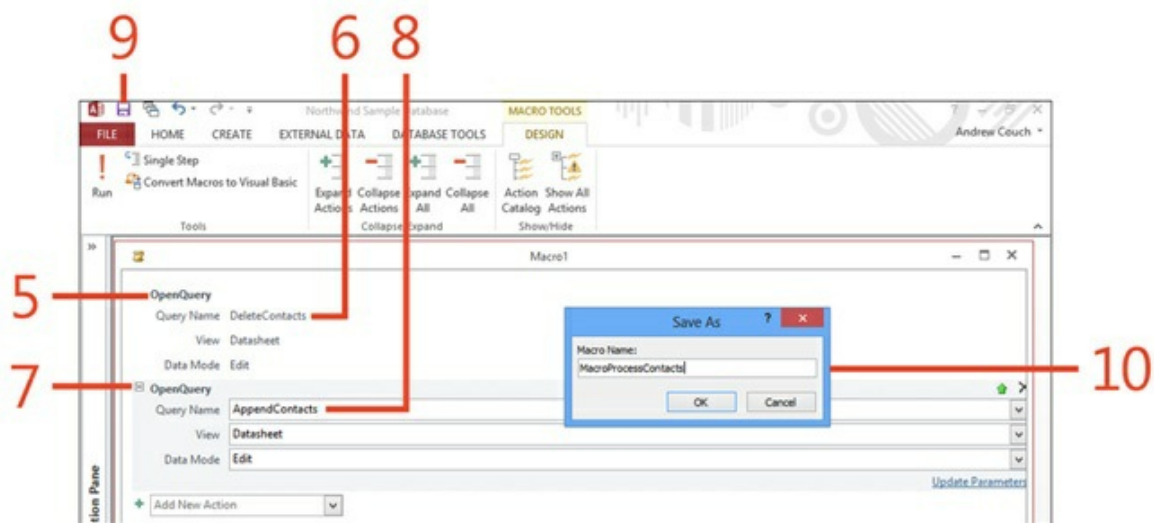 9 6 8
Northwind Sample Database MACRO TOOLS ?
FILE HOME CREATE EXTERNAL DATA DATABASE TOOLS DESIGN Andrew Couch
Run
Single Step
Convert Macros to Visual Basic
Tools
Expand Actions
Collapse Actions
Expand All
Collapse All
Collapse/Expand
Action Catalog
Show All Actions
Show/Hide
Macro1
5
OpenQuery
Query Name DeleteContacts
View Datasheet
Data Mode Edit
7
OpenQuery
Query Name AppendContacts
View Datasheet
Data Mode Edit
Update Parameters
Add New Action
Save As ?
Macro Name:
MacroProcessContacts
OK Cancel
10
tion Pane